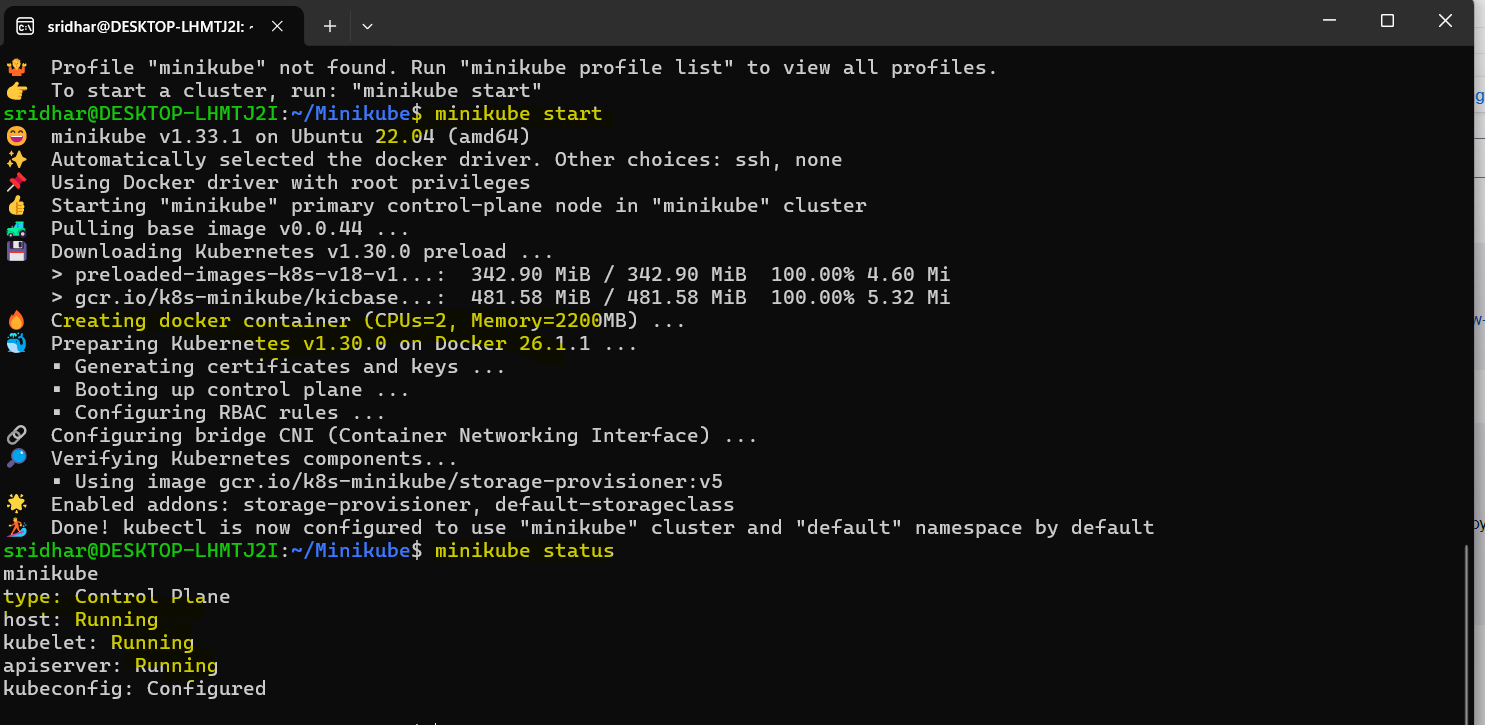 sridhar@DESKTOP-LHMTJ2I: ~
Profile "minikube" not found. Run "minikube profile list" to view all profiles.
To start a cluster, run: "minikube start"
sridhar@DESKTOP-LHMTJ2I:~/Minikube$ minikube start
minikube v1.33.1 on Ubuntu 22.04 (amd64)
Automatically selected the docker driver. Other choices: ssh, none
Using Docker driver with root privileges
Starting "minikube" primary control-plane node in "minikube" cluster
Pulling base image v0.0.44 ...
Downloading Kubernetes v1.30.0 preload ...
> preloaded-images-k8s-v18-v1...:  342.90 MiB / 342.90 MiB  100.00% 4.60 Mi
> gcr.io/k8s-minikube/kicbase...:  481.58 MiB / 481.58 MiB  100.00% 5.32 Mi
Creating docker container (CPUs=2, Memory=2200MB) ...
Preparing Kubernetes v1.30.0 on Docker 26.1.1 ...
▪ Generating certificates and keys ...
▪ Booting up control plane ...
▪ Configuring RBAC rules ...
Configuring bridge CNI (Container Networking Interface) ...
Verifying Kubernetes components...
▪ Using image gcr.io/k8s-minikube/storage-provisioner:v5
Enabled addons: storage-provisioner, default-storageclass
Done! kubectl is now configured to use "minikube" cluster and "default" namespace by default
sridhar@DESKTOP-LHMTJ2I:~/Minikube$ minikube status
minikube
type: Control Plane
host: Running
kubelet: Running
apiserver: Running
kubeconfig: Configured